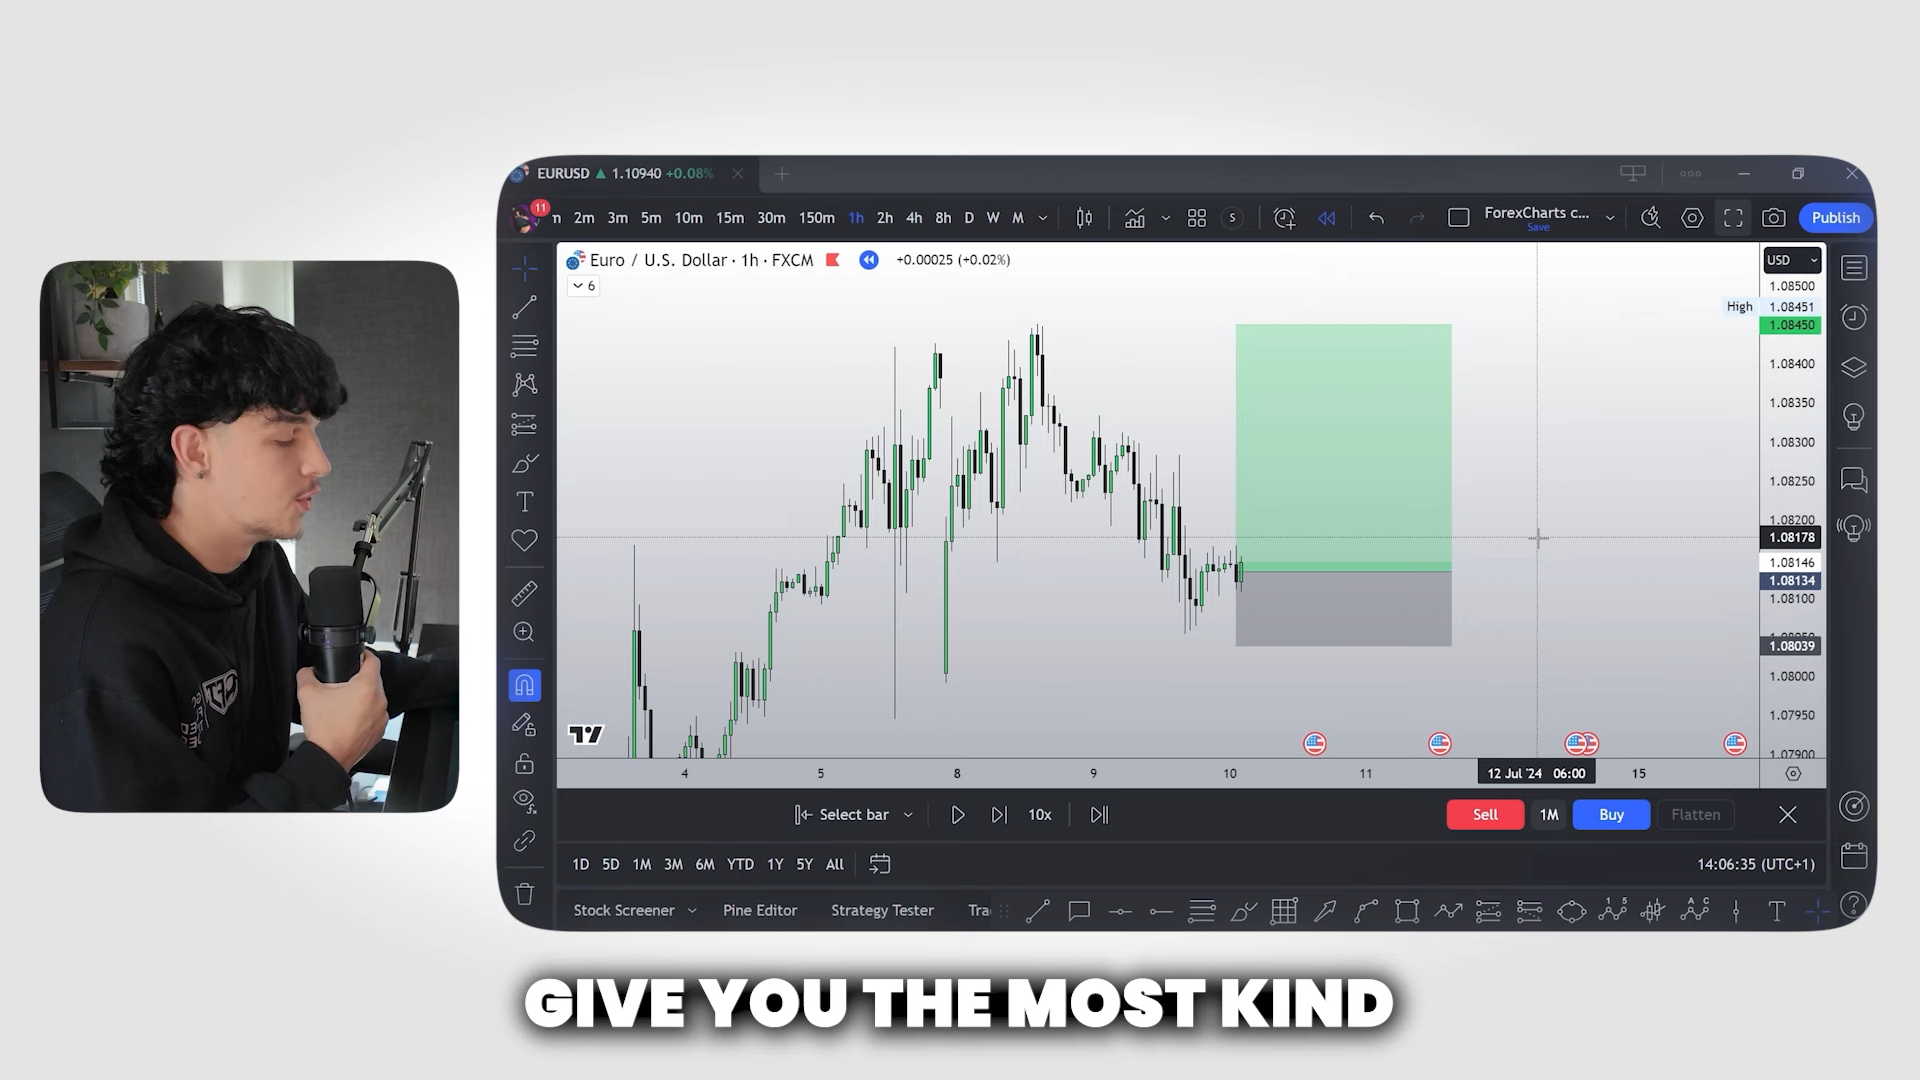 EURUSD 1.10940 +0.08%
11
m 2m 3m 5m 10m 15m 30m 150m 1h 2h 4h 8h D W M
S
ForexCharts c...
Save
Publish
Euro / U.S. Dollar · 1h · FXCM
+0.00025 (+0.02%)
6
USD
1.08500
High 1.08451
1.08450
1.08400
1.08350
1.08300
1.08250
1.08200
1.08178
1.08146
1.08134
1.08100
1.08039
1.08000
1.07950
1.07900
4 5 8 9 10 11 12 Jul '24 06:00 15
Select bar 10x
Sell 1M Buy Flatten
1D 5D 1M 3M 6M YTD 1Y 5Y All
14:06:35 (UTC+1)
Stock Screener Pine Editor Strategy Tester Tra
GIVE YOU THE MOST KIND